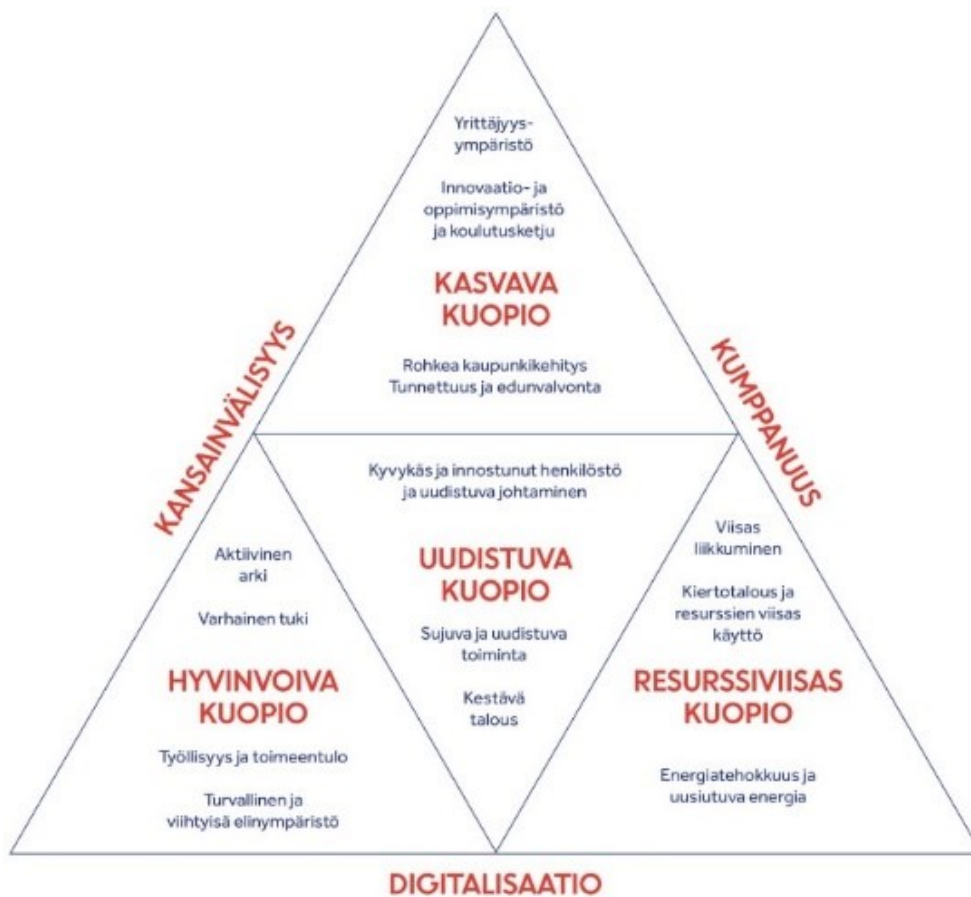 Yrittäjyys-
ympäristö
Innovaatio- ja
oppimisympäristö
ja koulutusketju
KASVAVA
KUOPIO
Rohkea kaupunkikehitys
Tunnettuus ja edunvalvonta
KANSAINVÄLISYYS
KUMPPANUUS
Kyvykäs ja innostunut henkilöstö
ja uudistuva johtaminen
UUDISTUVA
KUOPIO
Sujuva ja uudistuva
toiminta
Kestävä
talous
Aktiivinen
arki
Varhainen tuki
HYVINVOIVA
KUOPIO
Työllisyys ja toimeentulo
Turvallinen ja
viihtyisä elinympäristö
Viisas
liikkuminen
Kiertotalous ja
resurssien viisas
käyttö
RESURSSIVIISAS
KUOPIO
Energiatehokkuus ja
uusiutuva energia
DIGITALISAATIO